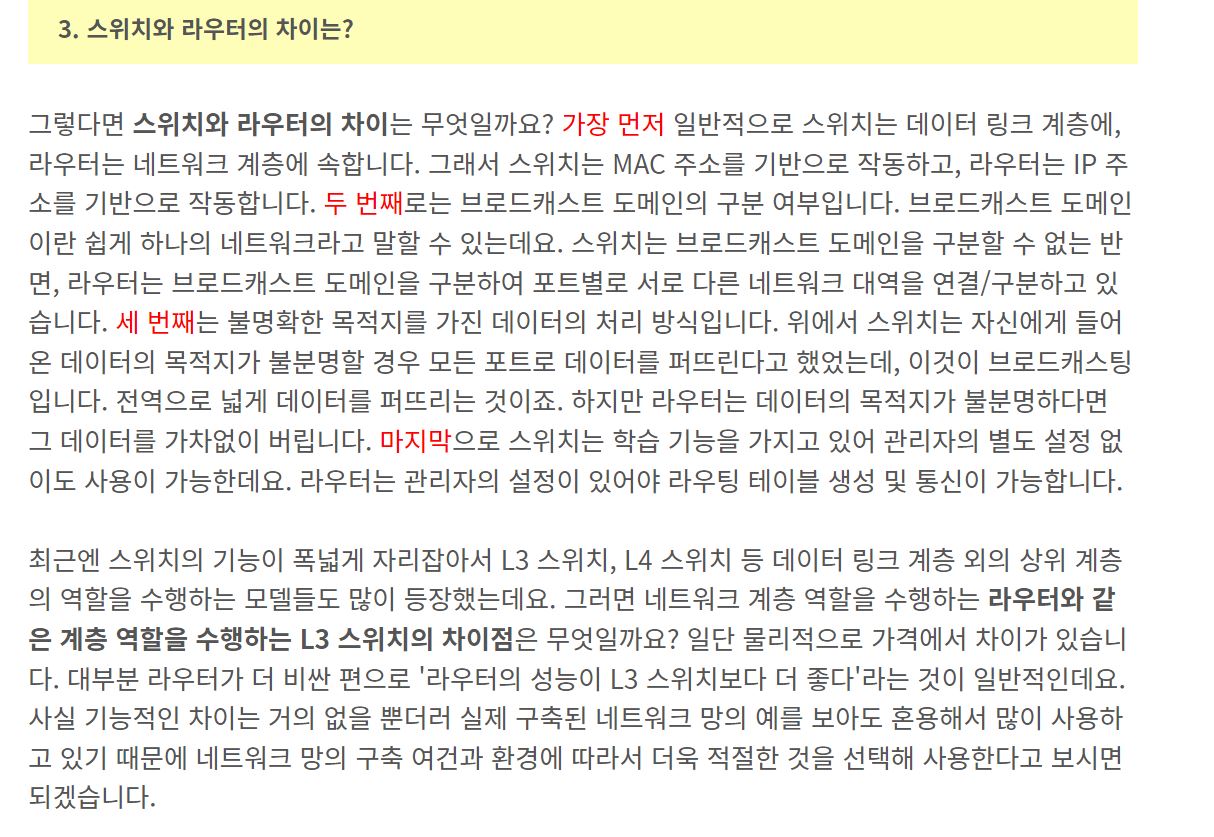 3. 스위치와 라우터의 차이는?
그렇다면 스위치와 라우터의 차이는 무엇일까요? 가장 먼저 일반적으로 스위치는 데이터 링크 계층에,
라우터는 네트워크 계층에 속합니다. 그래서 스위치는 MAC 주소를 기반으로 작동하고, 라우터는 IP 주
소를 기반으로 작동합니다. 두 번째로는 브로드캐스트 도메인의 구분 여부입니다. 브로드캐스트 도메인
이란 쉽게 하나의 네트워크라고 말할 수 있는데요. 스위치는 브로드캐스트 도메인을 구분할 수 없는 반
면, 라우터는 브로드캐스트 도메인을 구분하여 포트별로 서로 다른 네트워크 대역을 연결/구분하고 있
습니다. 세 번째는 불명확한 목적지를 가진 데이터의 처리 방식입니다. 위에서 스위치는 자신에게 들어
온 데이터의 목적지가 불분명할 경우 모든 포트로 데이터를 퍼뜨린다고 했었는데, 이것이 브로드캐스팅
입니다. 전역으로 넓게 데이터를 퍼뜨리는 것이죠. 하지만 라우터는 데이터의 목적지가 불분명하다면
그 데이터를 가차없이 버립니다. 마지막으로 스위치는 학습 기능을 가지고 있어 관리자의 별도 설정 없
이도 사용이 가능한데요. 라우터는 관리자의 설정이 있어야 라우팅 테이블 생성 및 통신이 가능합니다.
최근엔 스위치의 기능이 폭넓게 자리잡아서 L3 스위치, L4 스위치 등 데이터 링크 계층 외의 상위 계층
의 역할을 수행하는 모델들도 많이 등장했는데요. 그러면 네트워크 계층 역할을 수행하는 라우터와 같
은 계층 역할을 수행하는 L3 스위치의 차이점은 무엇일까요? 일단 물리적으로 가격에서 차이가 있습니
다. 대부분 라우터가 더 비싼 편으로 '라우터의 성능이 L3 스위치보다 더 좋다'라는 것이 일반적인데요.
사실 기능적인 차이는 거의 없을 뿐더러 실제 구축된 네트워크 망의 예를 보아도 혼용해서 많이 사용하
고 있기 때문에 네트워크 망의 구축 여건과 환경에 따라서 더욱 적절한 것을 선택해 사용한다고 보시면
되겠습니다.